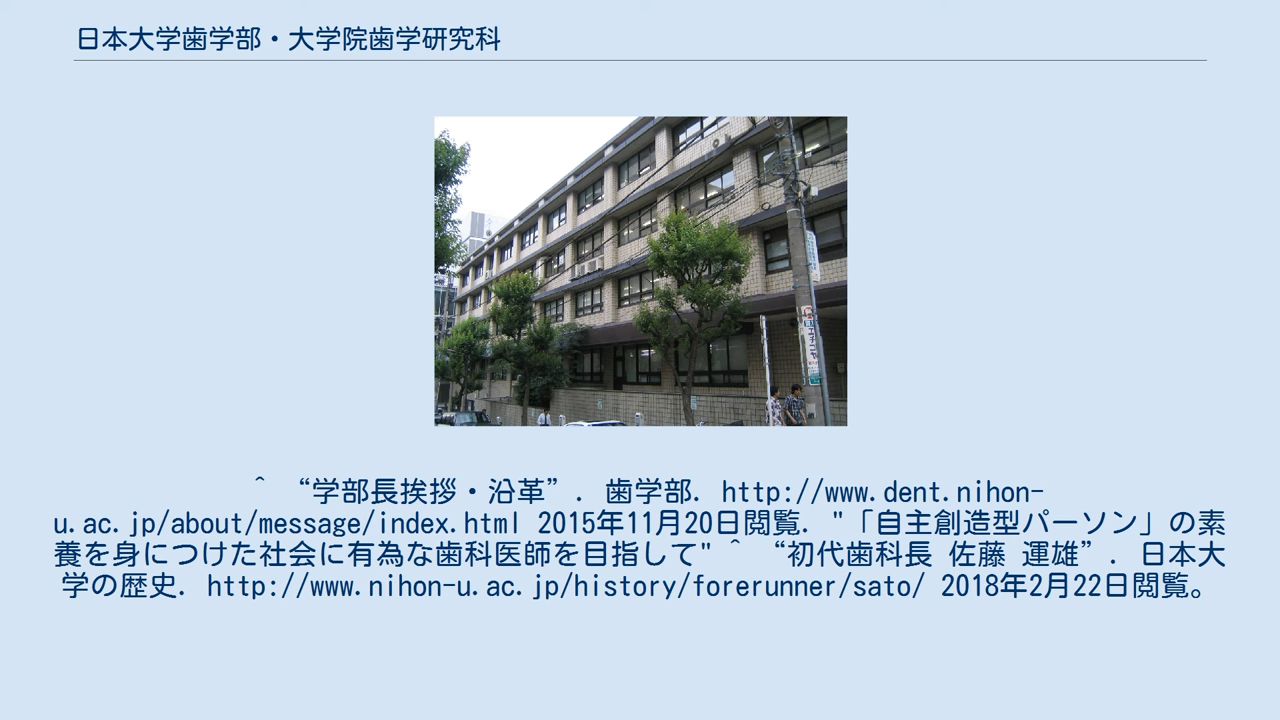 日本大学歯学部・大学院歯学研究科
^ “学部長挨拶・沿革”. 歯学部. http://www.dent.nihon-
u.ac.jp/about/message/index.html 2015年11月20日閲覧. "「自主創造型パーソン」の素
養を身につけた社会に有為な歯科医師を目指して" ^ “初代歯科長 佐藤 運雄”. 日本大
学の歴史. http://www.nihon-u.ac.jp/history/forerunner/sato/ 2018年2月22日閲覧。